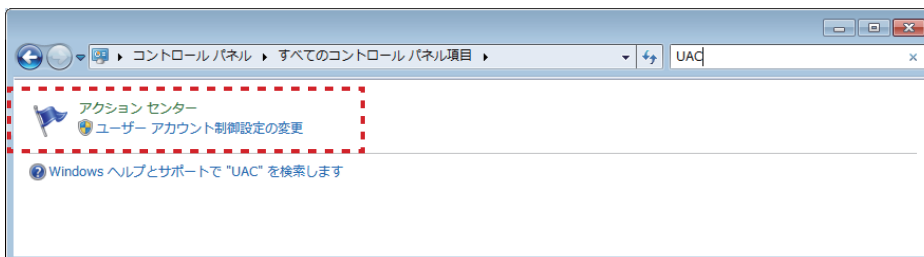 コントロール パネル ▸ すべてのコントロール パネル項目 ▸ UAC
アクション センター
ユーザー アカウント制御設定の変更
Windows ヘルプとサポートで "UAC" を検索します